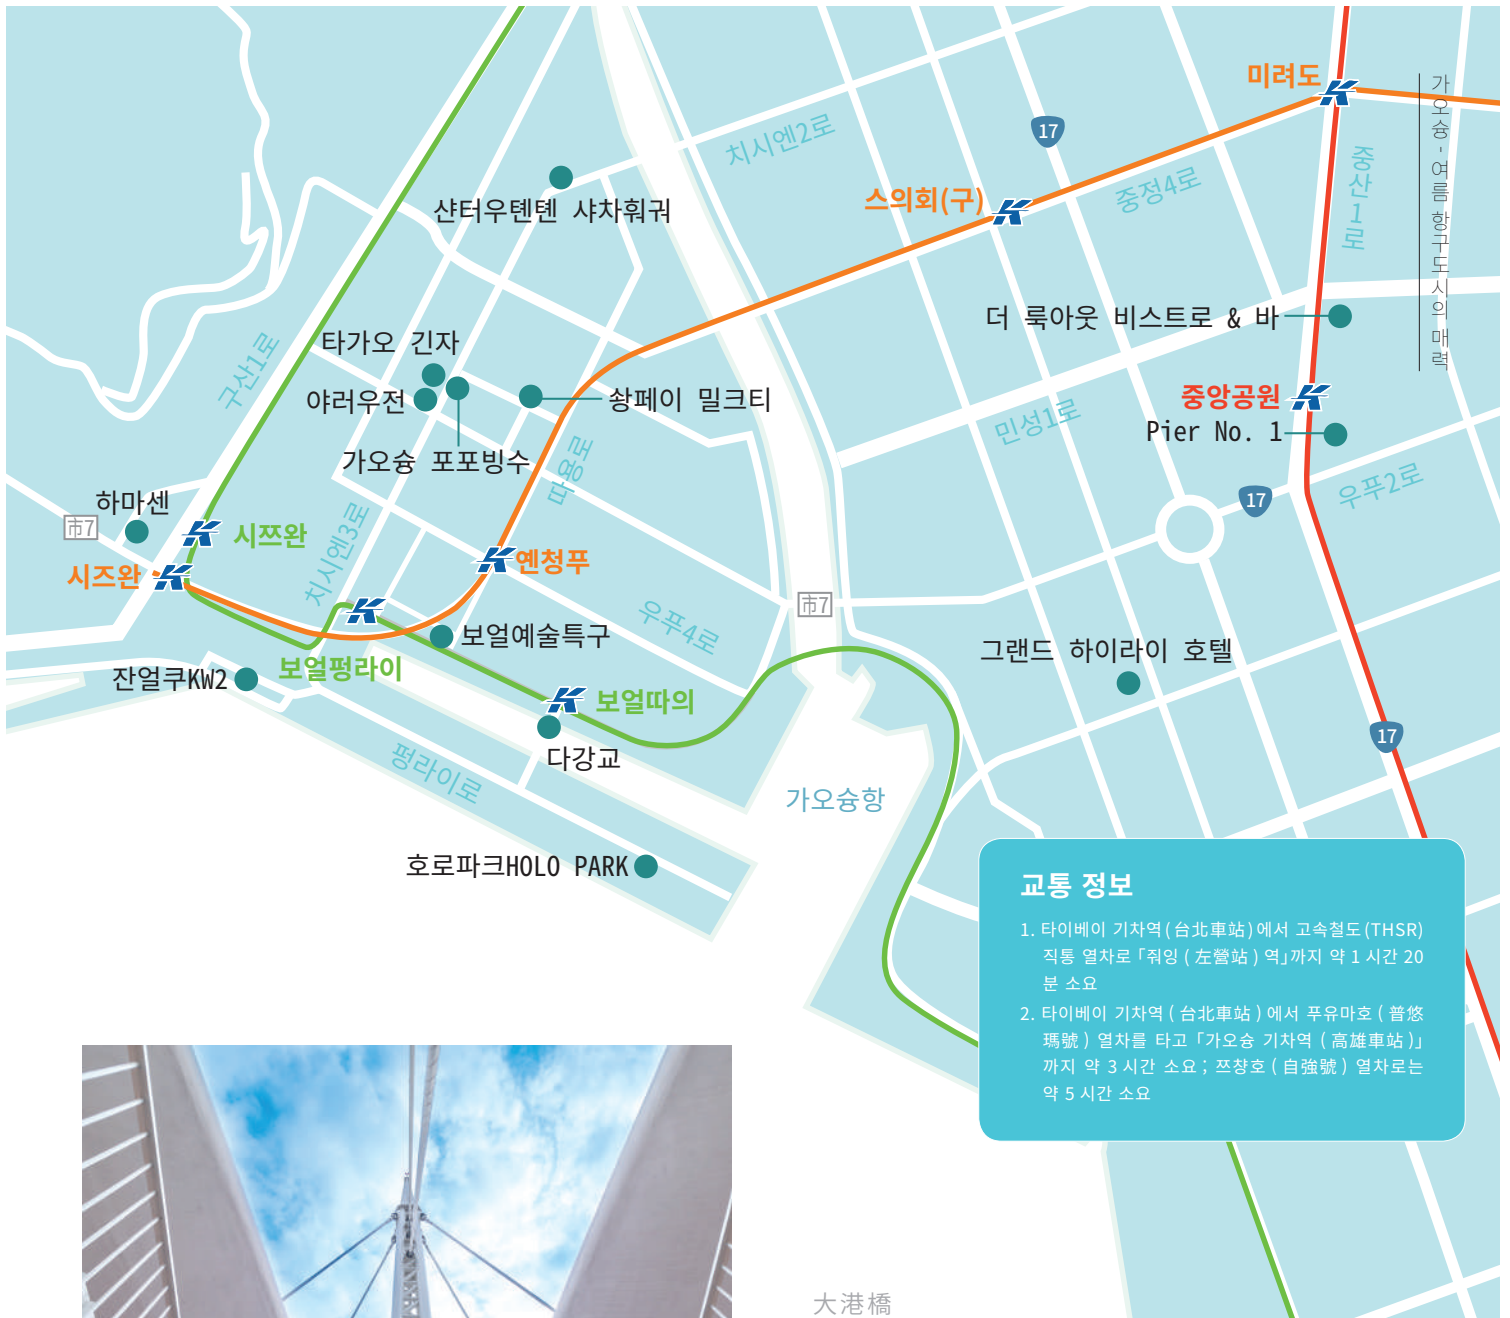 미려도
17
치시엔2로
스의회(구)
중정4로
중산1로
가오슝 - 여름 항구도시의 매력
샨터우텐톈 샤차훠궈
더 룩아웃 비스트로 & 바
타가오 긴자
구산1로
야러우전
솽페이 밀크티
중앙공원
Pier No. 1
민성1로
가오슝 포포빙수
따용로
우푸2로
하마센
市7
시쯔완
17
치시엔3로
옌청푸
시즈완
市7
우푸4로
보얼예술특구
그랜드 하이라이 호텔
보얼펑라이
잔얼쿠KW2
보얼따의
17
다강교
펑라이로
가오슝항
호로파크HOLO PARK
교통 정보
1. 타이베이 기차역(台北車站)에서 고속철도(THSR)
직통 열차로 「쭤잉 ( 左營站 ) 역」까지 약 1 시간 20
분 소요
2. 타이베이 기차역 ( 台北車站 ) 에서 푸유마호 ( 普悠
瑪號 ) 열차를 타고 「가오슝 기차역 ( 高雄車站 )」
까지 약 3 시간 소요 ; 쯔창호 ( 自強號 ) 열차로는
약 5 시간 소요
大港橋